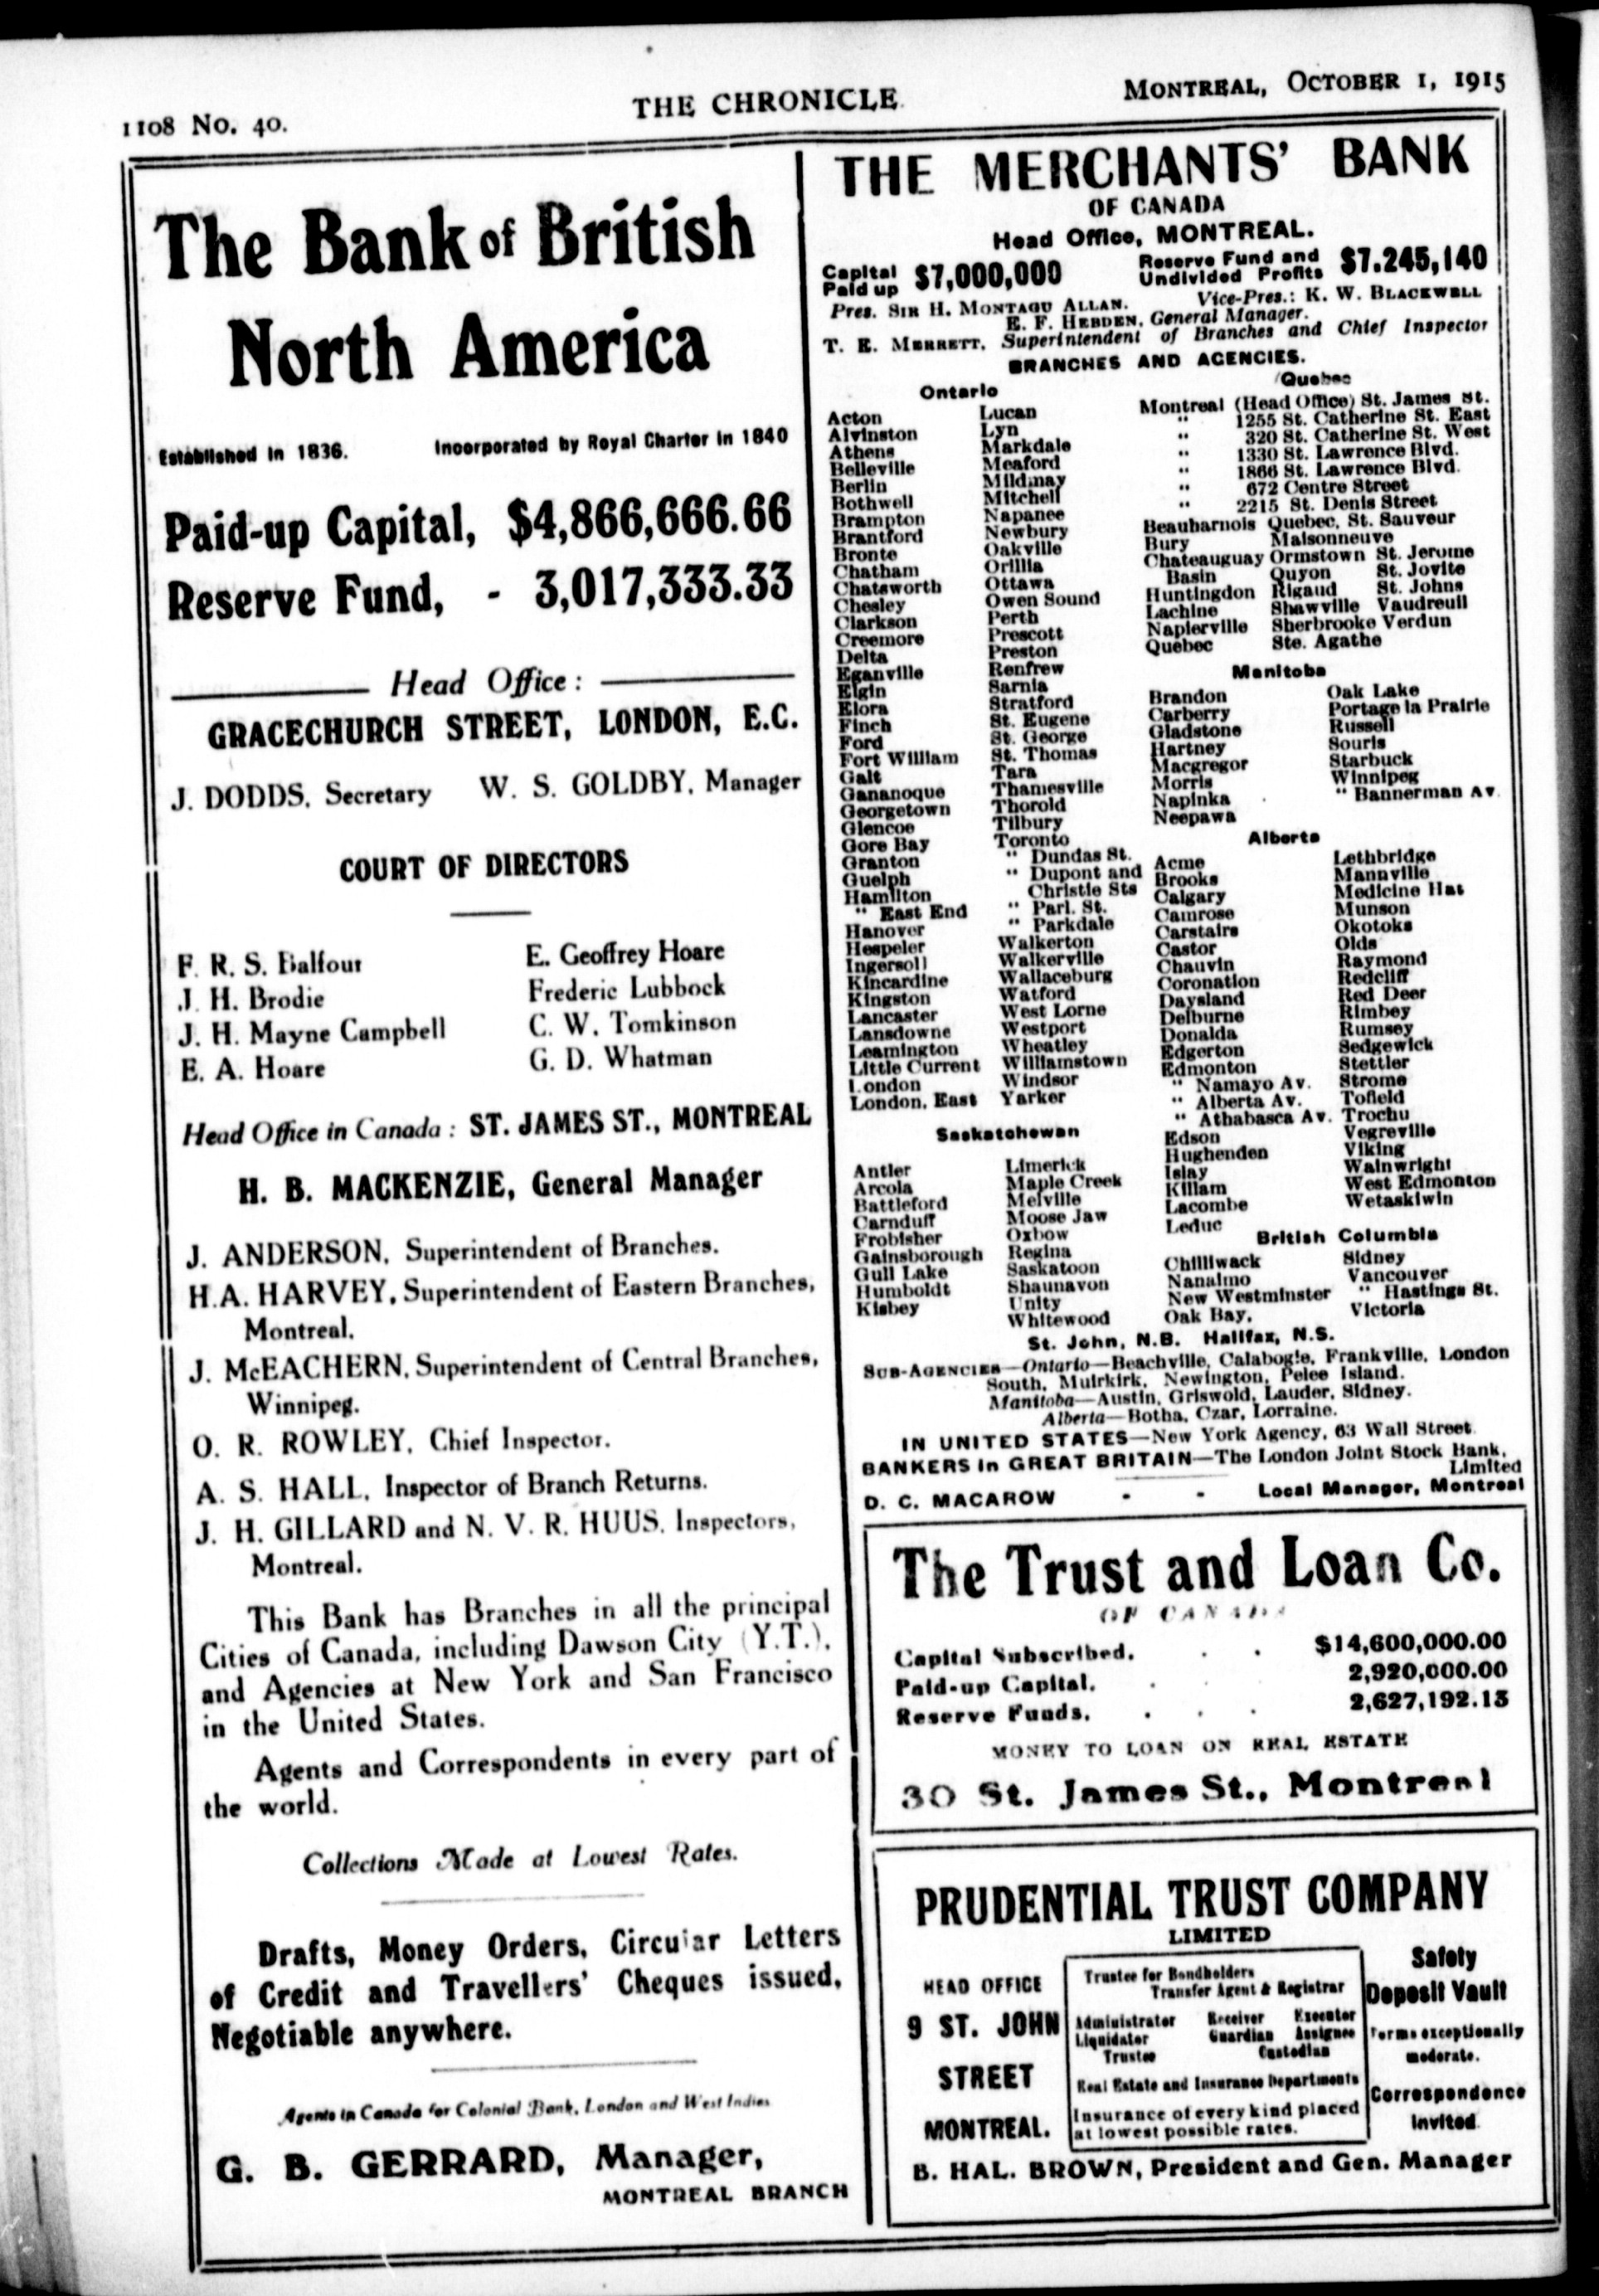 1108 No. 40.
THE CHRONICLE.
MONTREAL, OCTOBER 1, 1915
The Bank of British
North America
Established in 1836.
Incorporated by Royal Charter in 1840
Paid-up Capital, $4,866,666.66
Reserve Fund, - 3,017,333.33
Head Office :
GRACECHURCH STREET, LONDON, E.C.
J. DODDS, Secretary W. S. GOLDBY, Manager
COURT OF DIRECTORS
F. R. S. Balfour
J. H. Brodie
J. H. Mayne Campbell
E. A. Hoare
E. Geoffrey Hoare
Frederic Lubbock
C. W. Tomkinson
G. D. Whatman
Head Office in Canada : ST. JAMES ST., MONTREAL
H. B. MACKENZIE, General Manager
J. ANDERSON, Superintendent of Branches.
H.A. HARVEY, Superintendent of Eastern Branches,
Montreal.
J. McEACHERN, Superintendent of Central Branches,
Winnipeg.
O. R. ROWLEY, Chief Inspector.
A. S. HALL, Inspector of Branch Returns.
J. H. GILLARD and N. V. R. HUUS, Inspectors,
Montreal.
This Bank has Branches in all the principal
Cities of Canada, including Dawson City (Y.T.),
and Agencies at New York and San Francisco
in the United States.
Agents and Correspondents in every part of
the world.
Collections Made at Lowest Rates.
Drafts, Money Orders, Circular Letters
of Credit and Travellers' Cheques issued,
Negotiable anywhere.
Agents in Canada for Colonial Bank, London and West Indies
G. B. GERRARD, Manager,
MONTREAL BRANCH
THE MERCHANTS' BANK
OF CANADA
Head Office, MONTREAL.
Capital
Paid up $7,000,000
Reserve Fund and
Undivided Profits $7.245,140
Pres. SIR H. MONTAGU ALLAN. Vice-Pres.: K. W. BLACKWELL
E. F. HEBDEN, General Manager.
T. E. MERRETT, Superintendent of Branches and Chief Inspector
BRANCHES AND AGENCIES.
Ontario
Acton
Alvinston
Athens
Belleville
Berlin
Bothwell
Brampton
Brantford
Bronte
Chatham
Chatsworth
Chesley
Clarkson
Creemore
Delta
Eganville
Elgin
Elora
Finch
Ford
Fort William
Galt
Gananoque
Georgetown
Glencoe
Gore Bay
Granton
Guelph
Hamilton
" East End
Hanover
Hespeler
Ingersoll
Kincardine
Kingston
Lancaster
Lansdowne
Leamington
Little Current
London
London, East
Lucan
Lyn
Markdale
Meaford
Mildmay
Mitchell
Napanee
Newbury
Oakville
Orillia
Ottawa
Owen Sound
Perth
Prescott
Preston
Renfrew
Sarnia
Stratford
St. Eugene
St. George
St. Thomas
Tara
Thamesville
Thorold
Tilbury
Toronto
" Dundas St.
" Dupont and
Christie Sts
" Parl. St.
" Parkdale
Walkerton
Walkerville
Wallaceburg
Watford
West Lorne
Westport
Wheatley
Williamstown
Windsor
Yarker
Quebec
Montreal (Head Office) St. James St.
" 1255 St. Catherine St. East
" 320 St. Catherine St. West
" 1330 St. Lawrence Blvd.
" 1866 St. Lawrence Blvd.
" 672 Centre Street
" 2215 St. Denis Street
Beauharnois Quebec, St. Sauveur
Bury Maisonneuve
Chateauguay Ormstown St. Jerome
Basin Quyon St. Jovite
Huntingdon Rigaud St. Johns
Lachine Shawville Vaudreuil
Napierville Sherbrooke Verdun
Quebec Ste. Agathe
Manitoba
Brandon
Carberry
Gladstone
Hartney
Macgregor
Morris
Napinka
Neepawa
Oak Lake
Portage la Prairie
Russell
Souris
Starbuck
Winnipeg
" Bannerman Av.
Alberta
Acme
Brooks
Calgary
Camrose
Carstairs
Castor
Chauvin
Coronation
Daysland
Delburne
Donalda
Edgerton
Edmonton
" Namayo Av.
" Alberta Av.
" Athabasca Av.
Edson
Hughenden
Islay
Killam
Lacombe
Leduc
Lethbridge
Mannville
Medicine Hat
Munson
Okotoks
Olds
Raymond
Redcliff
Red Deer
Rimbey
Rumsey
Sedgewick
Stettler
Strome
Tofield
Trochu
Vegreville
Viking
Wainwright
West Edmonton
Wetaskiwin
Saskatchewan
Antler
Arcola
Battleford
Carnduff
Frobisher
Gainsborough
Gull Lake
Humboldt
Kisbey
Limerick
Maple Creek
Melville
Moose Jaw
Oxbow
Regina
Saskatoon
Shaunavon
Unity
Whitewood
British Columbia
Chilliwack
Nanaimo
New Westminster
Oak Bay,
Sidney
Vancouver
" Hastings St.
Victoria
St. John, N.B. Halifax, N.S.
SUB-AGENCIES—Ontario—Beachville, Calabogie, Frankville, London
South, Muirkirk, Newington, Pelee Island.
Manitoba—Austin, Griswold, Lauder, Sidney.
Alberta—Botha, Czar, Lorraine.
IN UNITED STATES—New York Agency, 63 Wall Street
BANKERS in GREAT BRITAIN—The London Joint Stock Bank,
Limited
D. C. MACAROW - - Local Manager, Montreal
The Trust and Loan Co.
OF CANADA
Capital Subscribed, . . $14,600,000.00
Paid-up Capital, . 2,920,000.00
Reserve Funds, . . . 2,627,192.13
MONEY TO LOAN ON REAL ESTATE
30 St. James St., Montreal
PRUDENTIAL TRUST COMPANY
LIMITED
HEAD OFFICE
9 ST. JOHN
STREET
MONTREAL.
Trustee for Bondholders
Transfer Agent & Registrar
Administrator Receiver Executor
Liquidator Guardian Assignee
Trustee Custodian
Real Estate and Insurance Departments
Insurance of every kind placed
at lowest possible rates.
Safety
Deposit Vault
Terms exceptionally
moderate.
Correspondence
invited.
B. HAL. BROWN, President and Gen. Manager